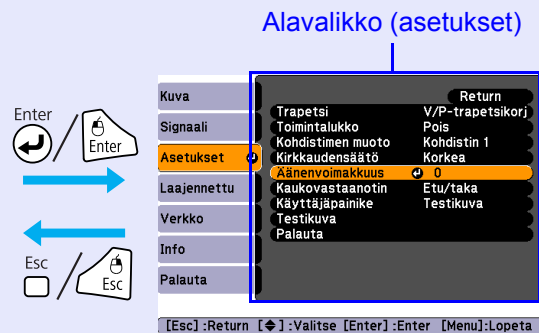 Alavalikko (asetukset)
Enter
Enter
Esc
Esc
Kuva
Signaali
Asetukset
Laajennettu
Verkko
Info
Palauta
Return
Trapetsi V/P-trapetsikorj
Toimintalukko Pois
Kohdistimen muoto Kohdistin 1
Kirkkaudensäätö Korkea
Äänenvoimakkuus 0
Kaukovastaanotin Etu/taka
Käyttäjäpainike Testikuva
Testikuva
Palauta
[Esc] :Return [◆] :Valitse [Enter] :Enter [Menu]:Lopeta